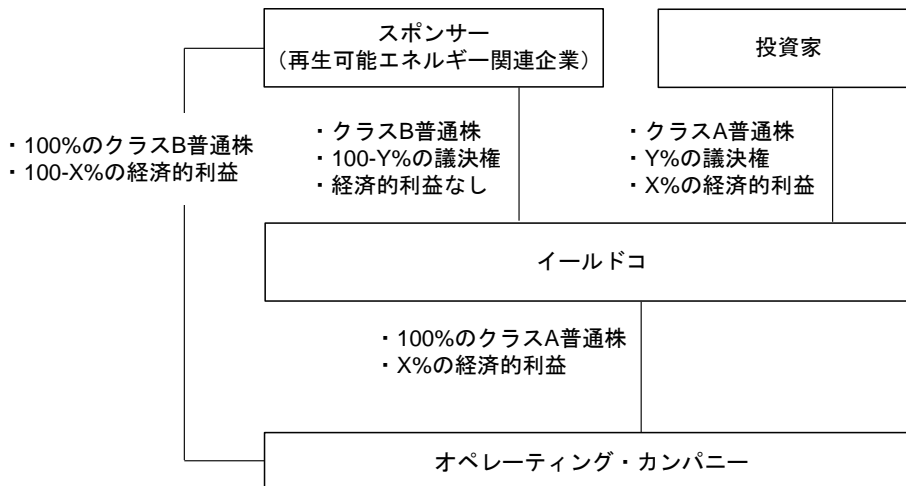 スポンサー
（再生可能エネルギー関連企業）
投資家
・100%のクラスB普通株
・100-X%の経済的利益
・クラスB普通株
・100-Y%の議決権
・経済的利益なし
・クラスA普通株
・Y%の議決権
・X%の経済的利益
イールドコ
・100%のクラスA普通株
・X%の経済的利益
オペレーティング・カンパニー